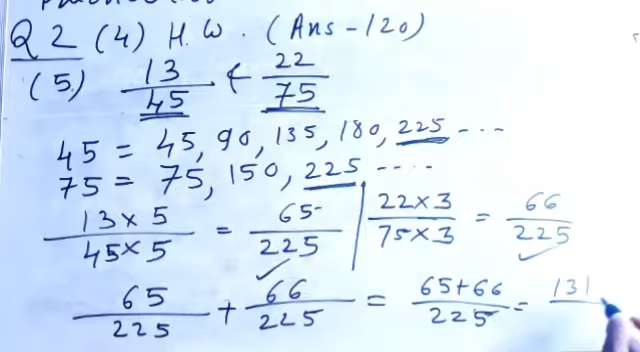 Q 2 (4) H.W. (Ans - 120)
(5) 13/45 & 22/75
45 = 45, 90, 135, 180, 225 ----
75 = 75, 150, 225 ----
13 × 5 / 45 × 5 = 65/225 | 22 × 3 / 75 × 3 = 66/225
65/225 + 66/225 = 65+66/225 = 131